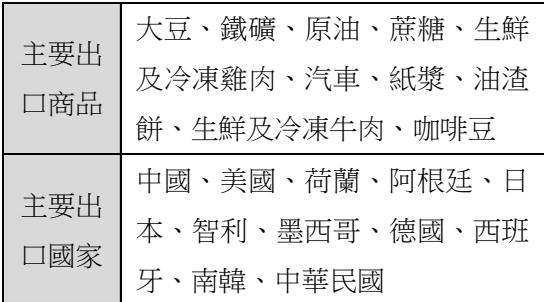 主要出
口商品
大豆、鐵礦、原油、蔗糖、生鮮
及冷凍雞肉、汽車、紙漿、油渣
餅、生鮮及冷凍牛肉、咖啡豆
主要出
口國家
中國、美國、荷蘭、阿根廷、日
本、智利、墨西哥、德國、西班
牙、南韓、中華民國